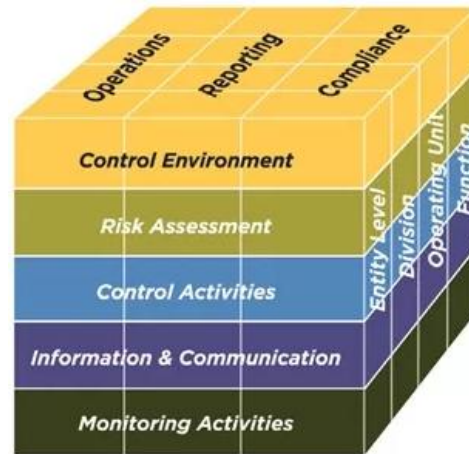 Operations
Reporting
Compliance
Control Environment
Risk Assessment
Control Activities
Information & Communication
Monitoring Activities
Entity Level
Division
Operating Unit
Function